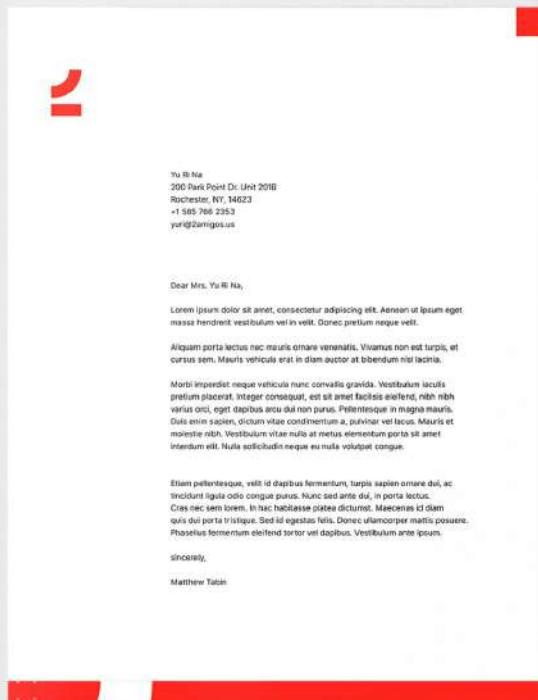 Yu Ri Na
200 Park Point Dr. Unit 201B
Rochester, NY, 14623
+1 585 766 2353
yuri@2amigos.us
Dear Mrs. Yu Ri Na,
Lorem ipsum dolor sit amet, consectetur adipiscing elit. Aenean ut ipsum eget
massa hendrerit vestibulum vel in velit. Donec pretium neque velit.
Aliquam porta lectus nec mauris ornare venenatis. Vivamus non est turpis, et
cursus sem. Mauris vehicula erat in diam auctor at bibendum nisl lacinia.
Morbi imperdiet neque vehicula nunc convallis gravida. Vestibulum iaculis
pretium placerat. Integer consequat, est sit amet facilisis eleifend, nibh nibh
varius orci, eget dapibus arcu dui non purus. Pellentesque in magna mauris.
Duis enim sapien, dictum vitae condimentum a, pulvinar vel lacus. Mauris et
molestie nibh. Vestibulum vitae nulla at metus elementum porta sit amet
interdum elit. Nulla sollicitudin neque eu nulla volutpat congue.
Etiam pellentesque, velit id dapibus fermentum, turpis sapien ornare dui, ac
tincidunt ligula odio congue purus. Nunc sed ante dui, in porta lectus.
Cras nec sem lorem. In hac habitasse platea dictumst. Maecenas id diam
quis dui porta tristique. Sed id egestas felis. Donec ullamcorper mattis posuere.
Phasellus fermentum eleifend tortor vel dapibus. Vestibulum ante ipsum.
sincerely,
Matthew Tabin